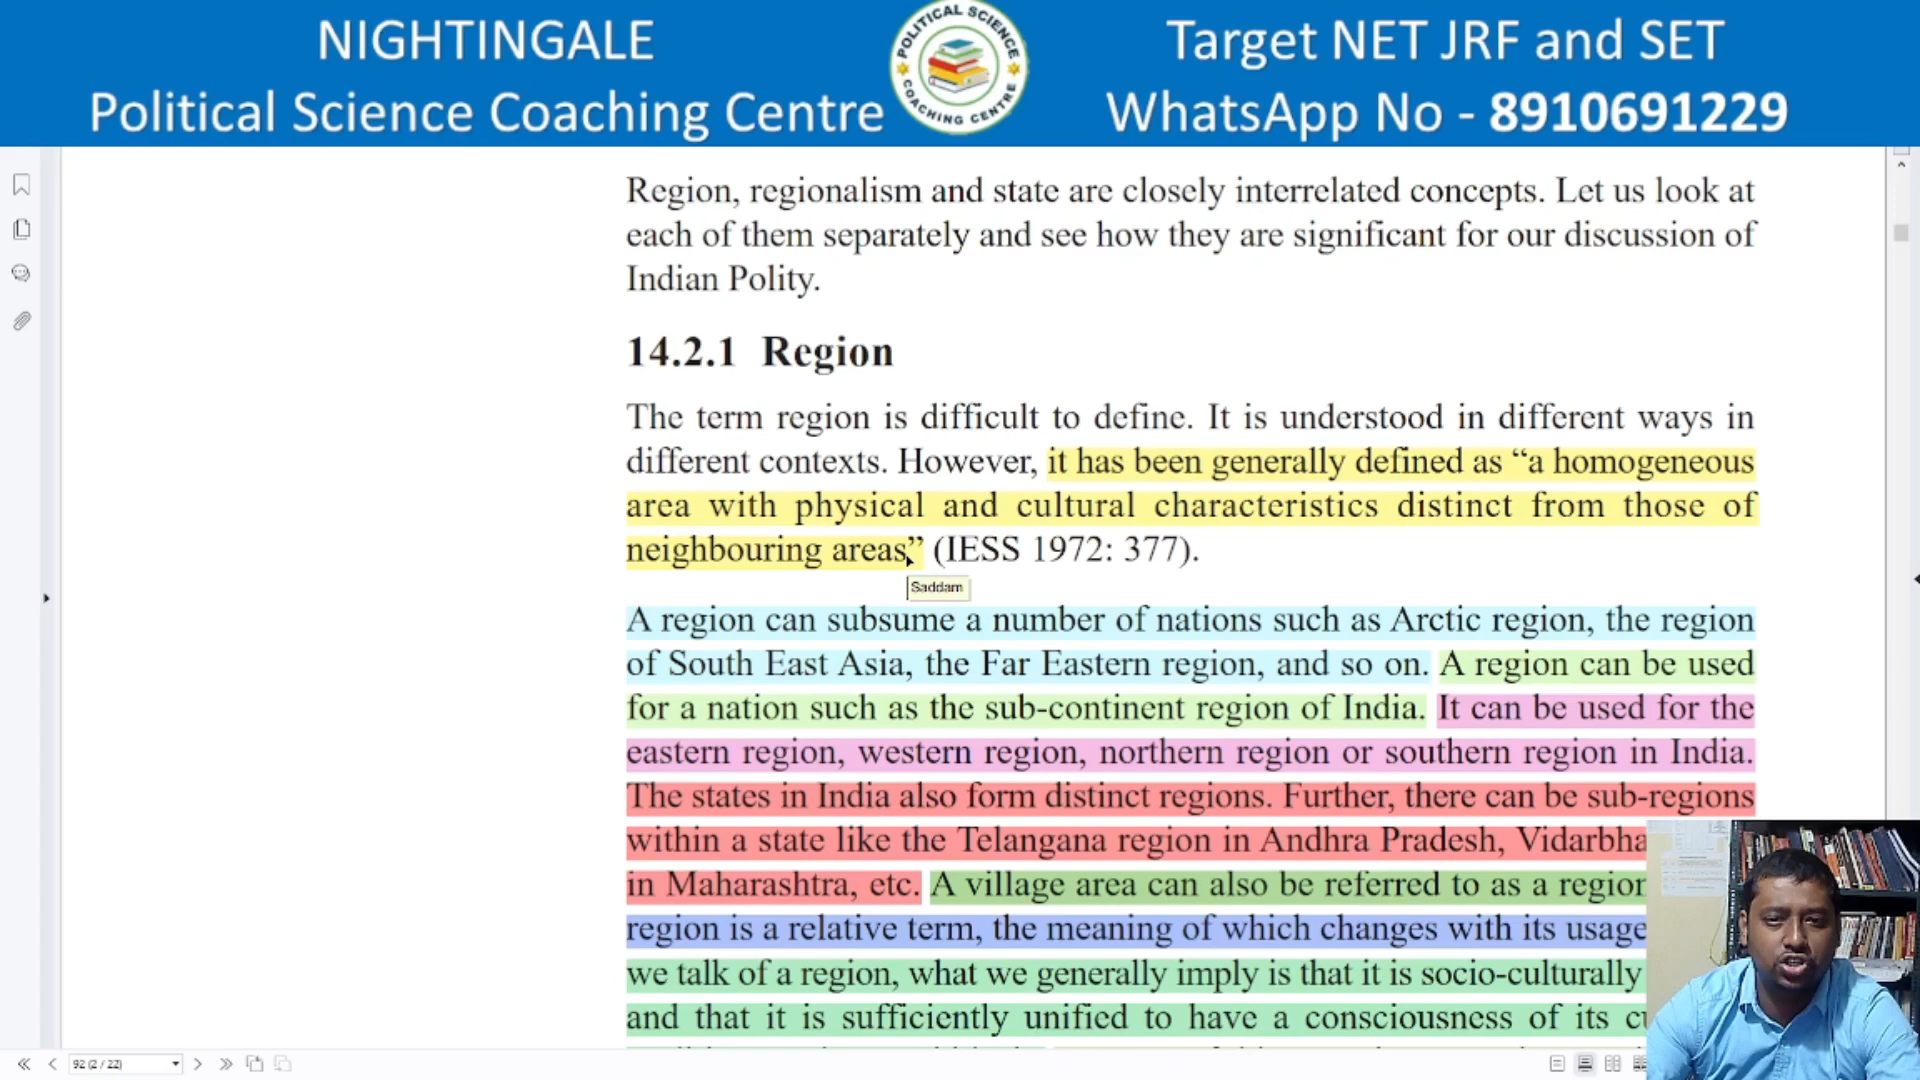 NIGHTINGALE
Political Science Coaching Centre
POLITICAL SCIENCE
COACHING CENTRE
Target NET JRF and SET
WhatsApp No - 8910691229
Region, regionalism and state are closely interrelated concepts. Let us look at
each of them separately and see how they are significant for our discussion of
Indian Polity.
14.2.1 Region
The term region is difficult to define. It is understood in different ways in
different contexts. However, it has been generally defined as “a homogeneous
area with physical and cultural characteristics distinct from those of
neighbouring areas” (IESS 1972: 377).
Saddam
A region can subsume a number of nations such as Arctic region, the region
of South East Asia, the Far Eastern region, and so on. A region can be used
for a nation such as the sub-continent region of India. It can be used for the
eastern region, western region, northern region or southern region in India.
The states in India also form distinct regions. Further, there can be sub-regions
within a state like the Telangana region in Andhra Pradesh, Vidarbha
in Maharashtra, etc. A village area can also be referred to as a region
region is a relative term, the meaning of which changes with its usage
we talk of a region, what we generally imply is that it is socio-culturally
and that it is sufficiently unified to have a consciousness of its
92 (2 / 22)